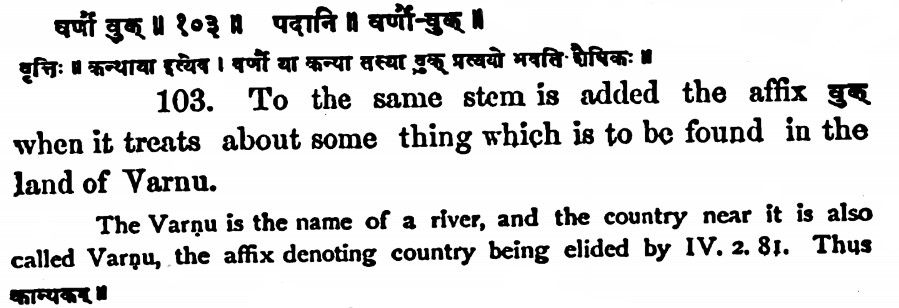 वर्णौ वुक् ॥ १०३ ॥ पदानि ॥ वर्णौ-वुक् ॥
वृत्तिः ॥ कन्थाया इत्येव । वर्णौ या कन्था तस्या वुक् प्रत्ययो भवति शैषिकः ॥
103. To the same stem is added the affix वुक्
when it treats about some thing which is to be found in the
land of Varnu.
The Varṇu is the name of a river, and the country near it is also
called Varṇu, the affix denoting country being elided by IV. 2. 81. Thus
कान्थकम् ॥